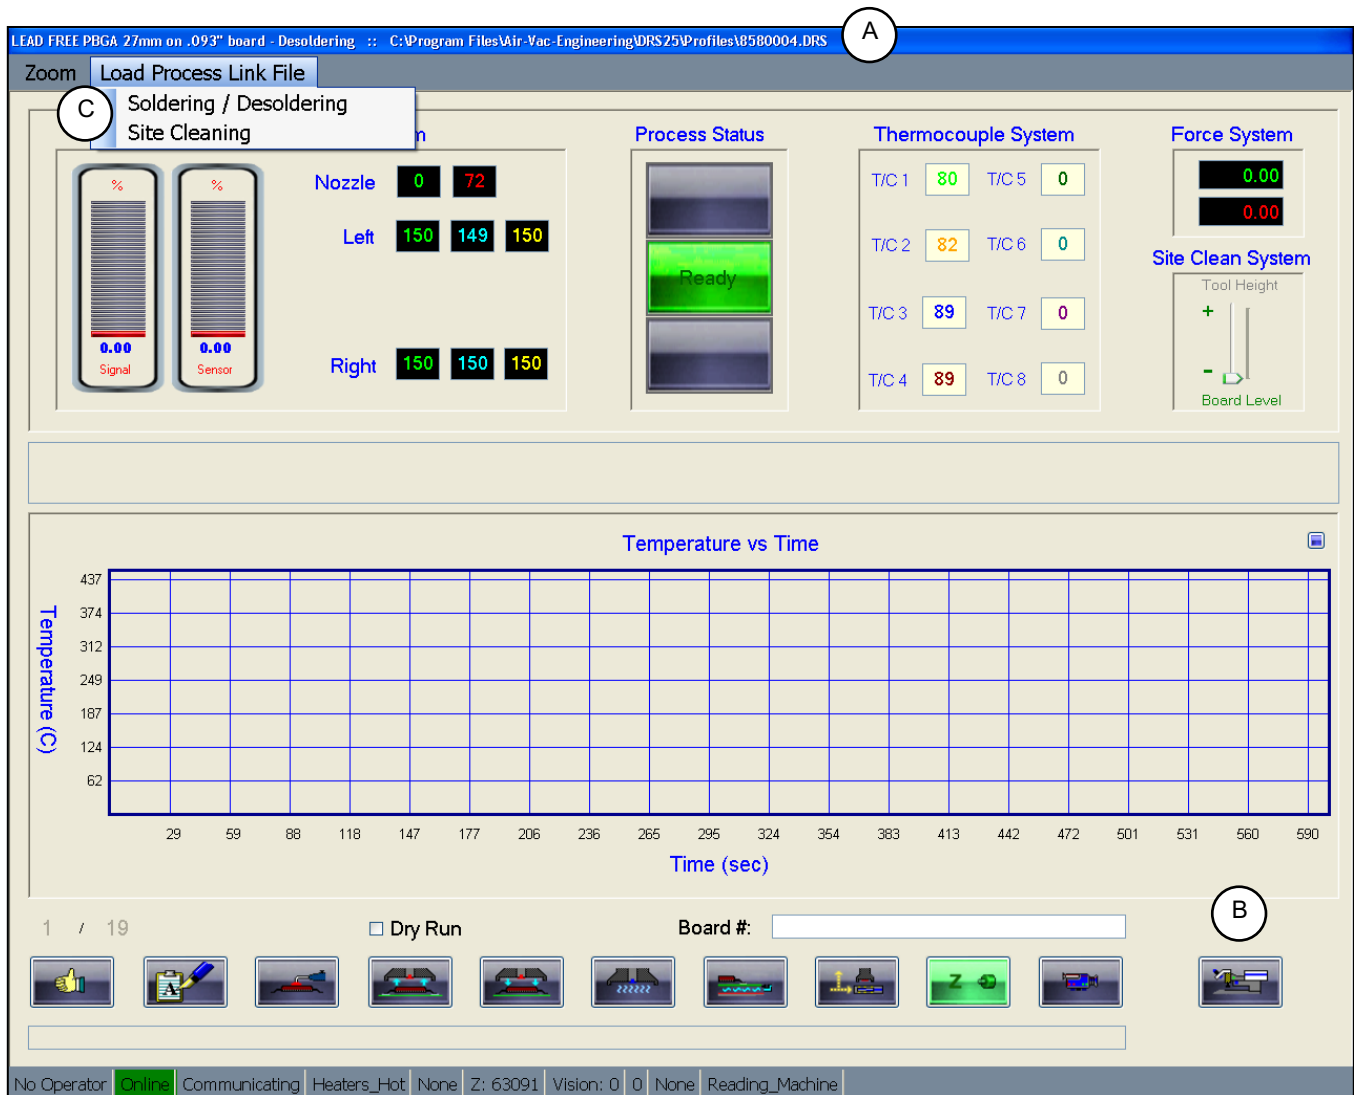 A
LEAD FREE PBGA 27mm on .093" board - Desoldering :: C:\Program Files\Air-Vac-Engineering\DRS25\Profiles\8580004.DRS
Zoom Load Process Link File
C
Soldering / Desoldering
Site Cleaning
m
Process Status
Thermocouple System
Force System
% %
Nozzle 0 72
T/C 1 80 T/C 5 0
0.00
0.00
Left 150 149 150
T/C 2 82 T/C 6 0
Site Clean System
Ready
Tool Height
+
T/C 3 89 T/C 7 0
0.00 0.00
Signal Sensor
Right 150 150 150
T/C 4 89 T/C 8 0
-
Board Level
Temperature vs Time
437
374
312
249
187
124
62
Temperature (C)
29 59 88 118 147 177 206 236 265 295 324 354 383 413 442 472 501 531 560 590
Time (sec)
B
1 / 19
Dry Run
Board #:
A
Z
No Operator Online Communicating Heaters_Hot None Z: 63091 Vision: 0 0 None Reading_Machine